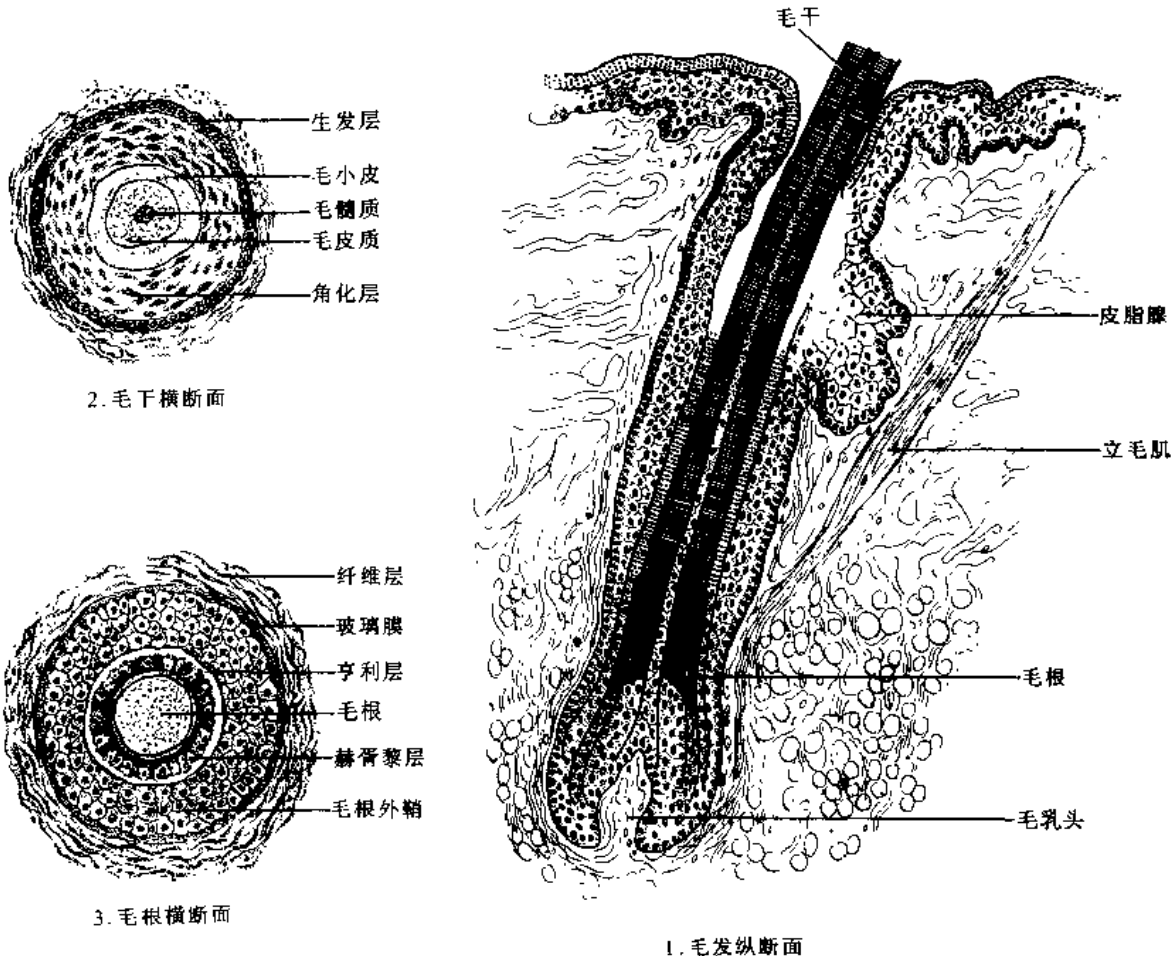 毛干
生发层
毛小皮
毛髓质
毛皮质
角化层
2.毛干横断面
皮脂腺
立毛肌
纤维层
玻璃膜
亨利层
毛根
赫胥黎层
毛根外鞘
3.毛根横断面
毛根
毛乳头
1.毛发纵断面